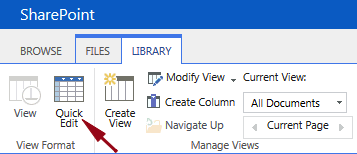 SharePoint
BROWSE FILES LIBRARY
View
Quick
Edit
Create
View
Modify View
Create Column
Navigate Up
Current View:
All Documents
Current Page
View Format
Manage Views